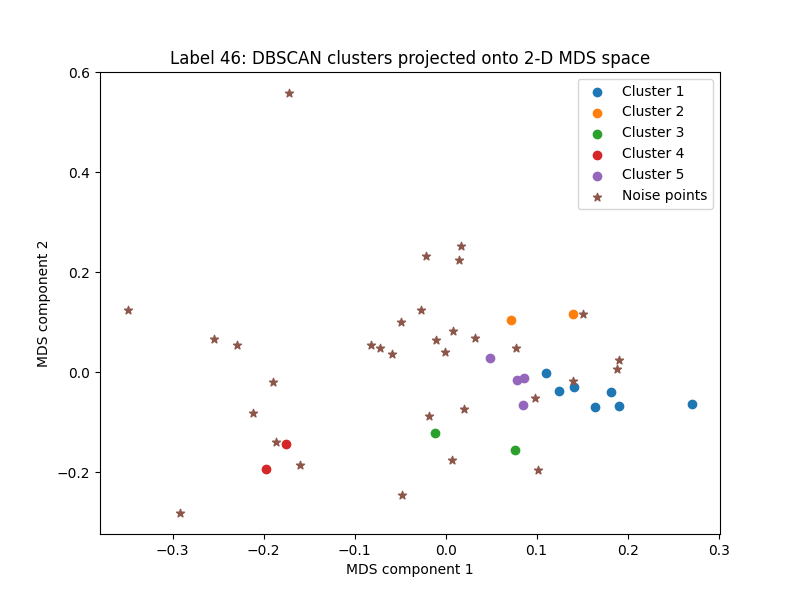 Label 46: DBSCAN clusters projected onto 2-D MDS space
Cluster 1
Cluster 2
Cluster 3
Cluster 4
Cluster 5
Noise points
MDS component 2
0.6
0.4
0.2
0.0
−0.2
−0.3
−0.2
−0.1
0.0
0.1
0.2
0.3
MDS component 1